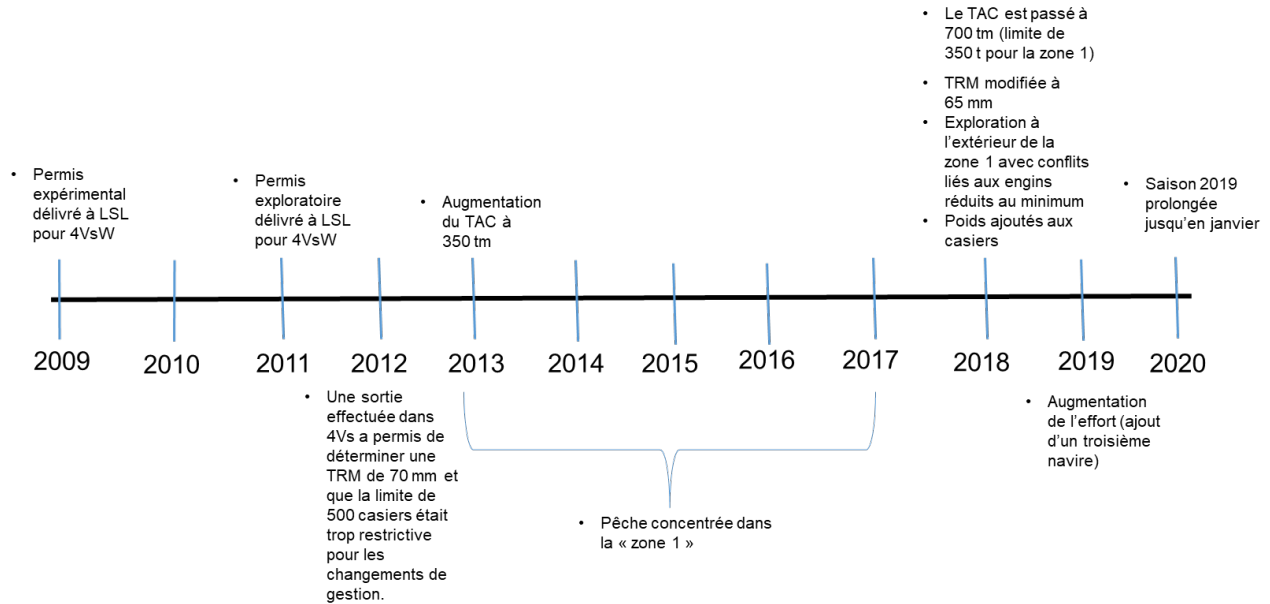 • Permis
expérimental
délivré à LSL
pour 4VsW
• Permis
exploratoire
délivré à LSL
pour 4VsW
• Augmentation
du TAC à
350 tm
• Le TAC est passé à
700 tm (limite de
350 t pour la zone 1)
• TRM modifiée à
65 mm
• Exploration à
l'extérieur de la
zone 1 avec conflits
liés aux engins
réduits au minimum
• Poids ajoutés aux
casiers
• Saison 2019
prolongée
jusqu'en janvier
2009 2010 2011 2012 2013 2014 2015 2016 2017 2018 2019 2020
• Une sortie
effectuée dans
4Vs a permis de
déterminer une
TRM de 70 mm et
que la limite de
500 casiers était
trop restrictive
pour les
changements de
gestion.
• Pêche concentrée dans
la « zone 1 »
• Augmentation
de l'effort (ajout
d'un troisième
navire)